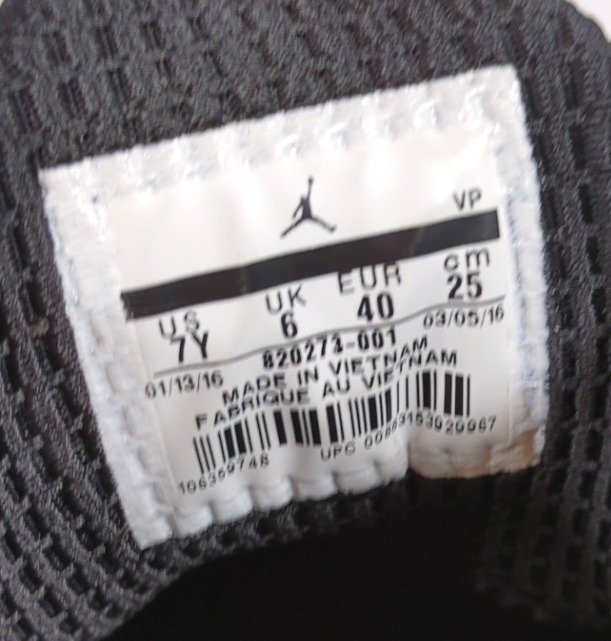 VP
US UK EUR cm
7Y 6 40 25
01/13/16 820273-001 03/05/16
MADE IN VIETNAM
FABRIQUE AU VIETNAM
106359748 UPC